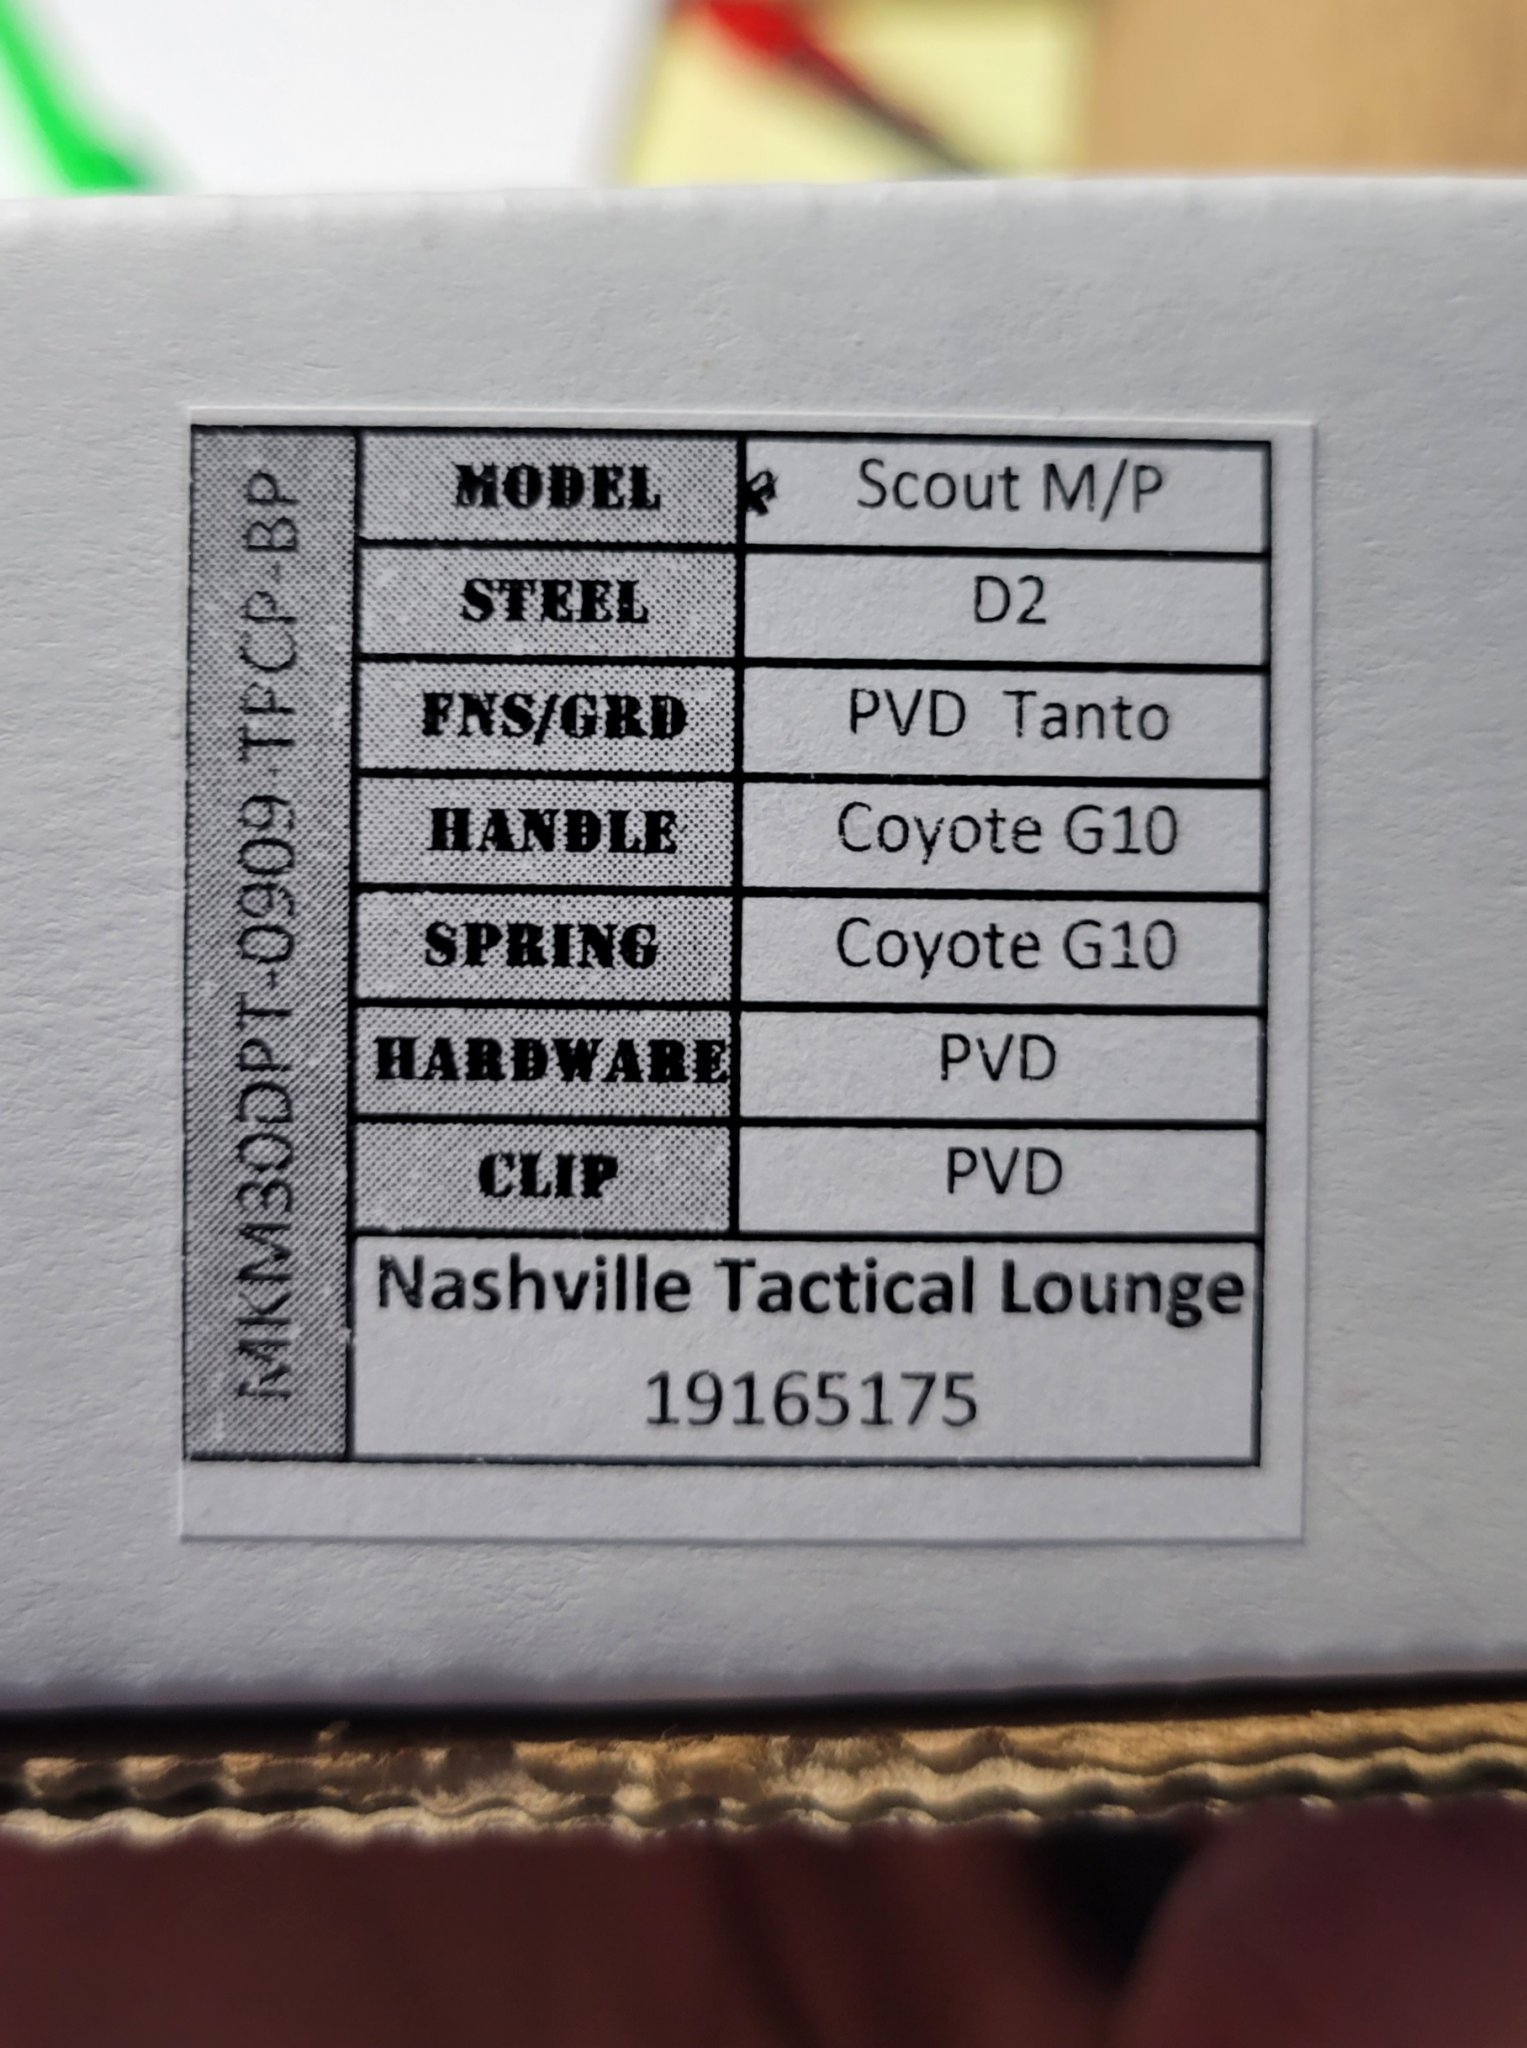 MKM30DPT-0909.TPCP-BP
MODEL Scout M/P
STEEL D2
FNS/GRD PVD Tanto
HANDLE Coyote G10
SPRING Coyote G10
HARDWARE PVD
CLIP PVD
Nashville Tactical Lounge
19165175